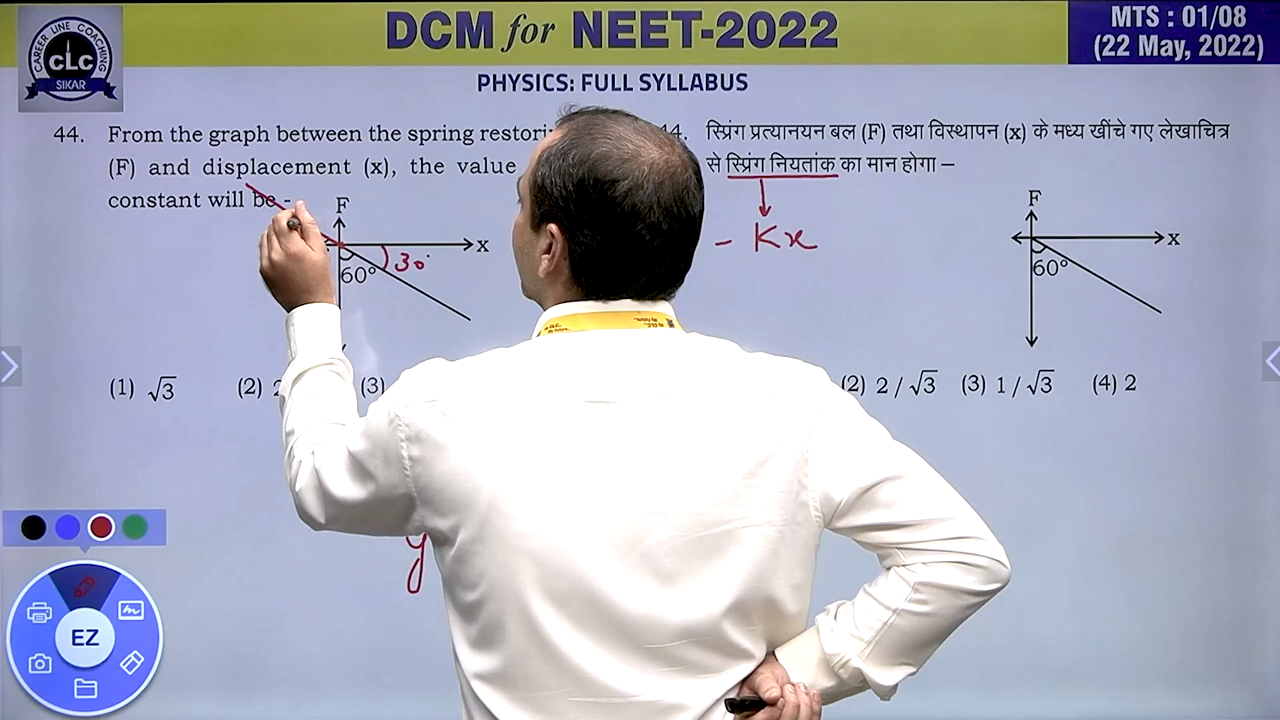 DCM for NEET-2022
MTS : 01/08
(22 May, 2022)
CAREER LINE COACHING
CLC
SIKAR
PHYSICS: FULL SYLLABUS
44. From the graph between the spring
(F) and displacement (x), the value
constant will be -
F
x
60°
30°
(1) √3 (2) (3)
स्प्रिंग प्रत्यानयन बल (F) तथा विस्थापन (x) के मध्य खींचे गए लेखाचित्र
से स्प्रिंग नियतांक का मान होगा –
- Kx
F
x
60°
(2) 2 / √3 (3) 1 / √3 (4) 2
y
EZ